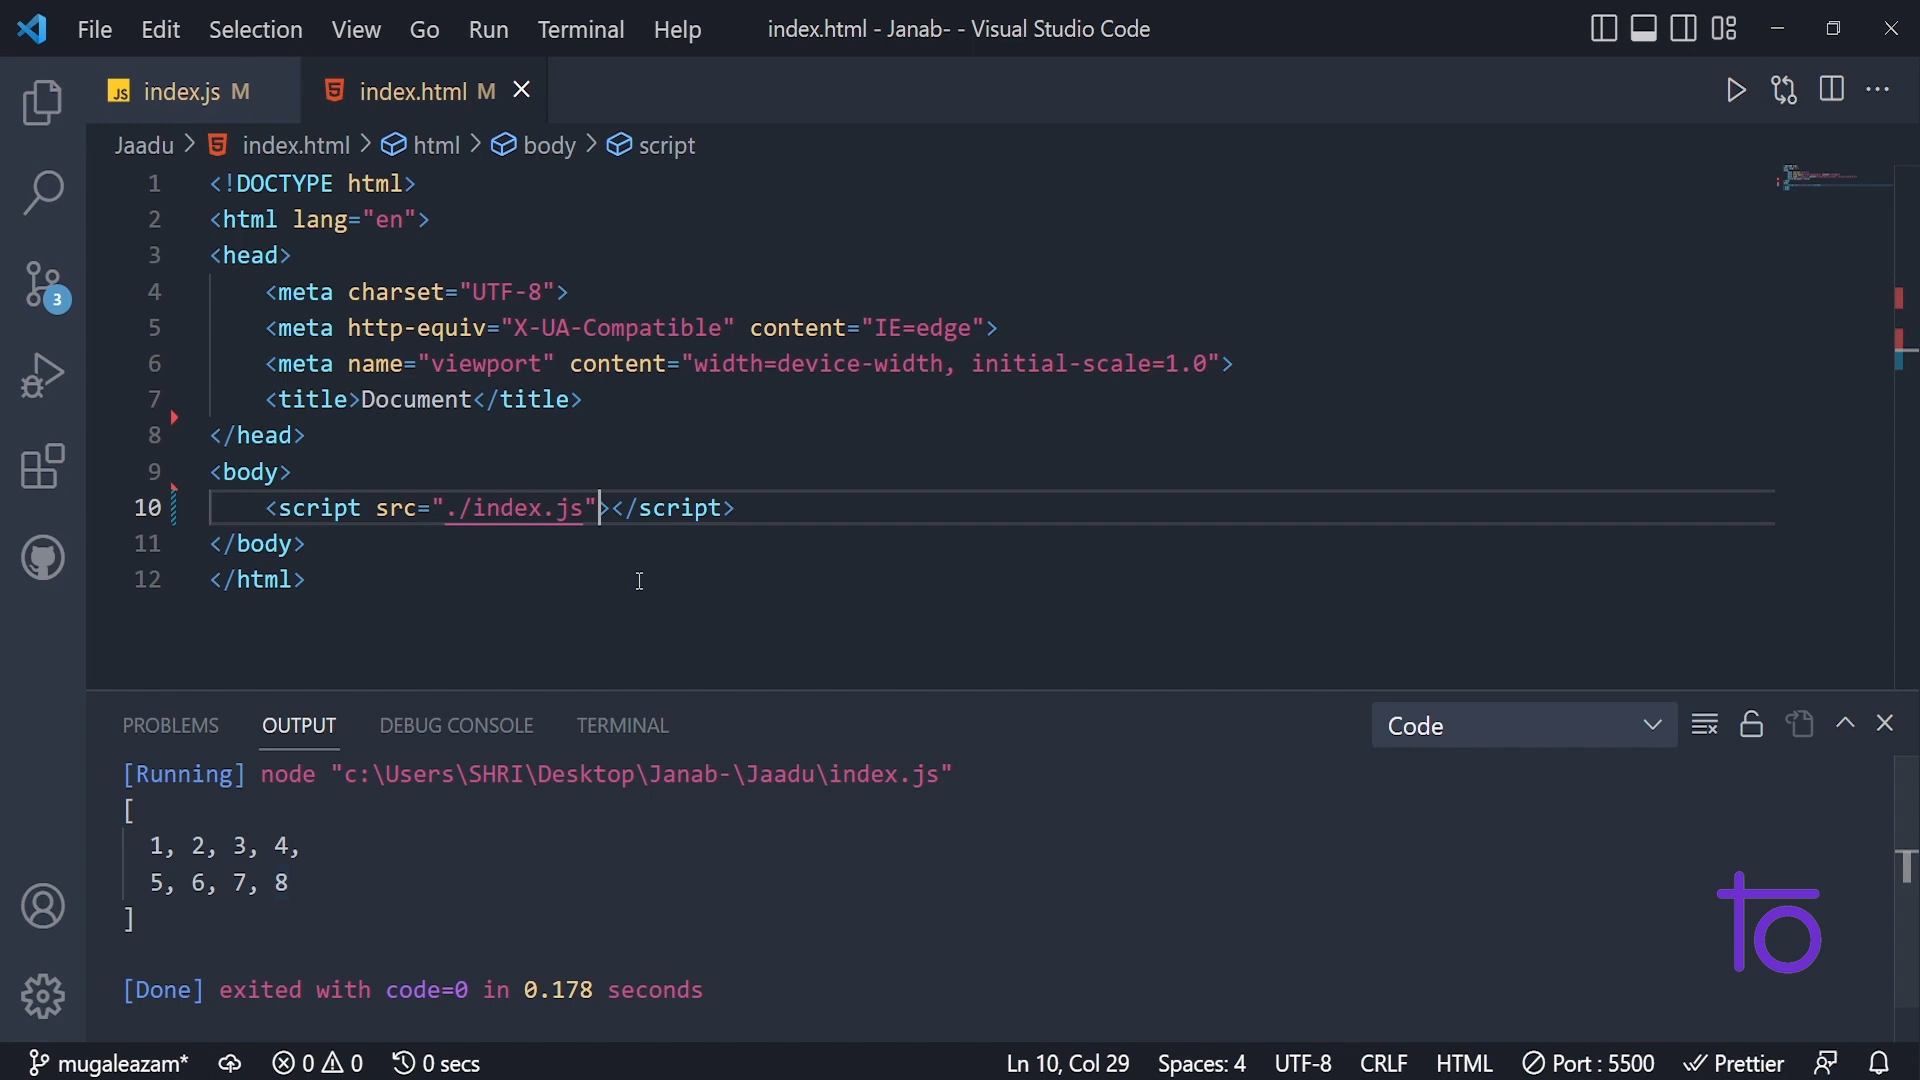 File Edit Selection View Go Run Terminal Help index.html - Janab- - Visual Studio Code
JS index.js M index.html M
Jaadu > index.html > html > body > script
1 <!DOCTYPE html>
2 <html lang="en">
3 <head>
4 <meta charset="UTF-8">
5 <meta http-equiv="X-UA-Compatible" content="IE=edge">
6 <meta name="viewport" content="width=device-width, initial-scale=1.0">
7 <title>Document</title>
8 </head>
9 <body>
10 <script src="./index.js"></script>
11 </body>
12 </html>
3
PROBLEMS OUTPUT DEBUG CONSOLE TERMINAL Code
[Running] node "c:\Users\SHRI\Desktop\Janab-\Jaadu\index.js"
[
1, 2, 3, 4,
5, 6, 7, 8
]
[Done] exited with code=0 in 0.178 seconds
to
mugaleazam* 0 0 0 secs Ln 10, Col 29 Spaces: 4 UTF-8 CRLF HTML Port : 5500 Prettier